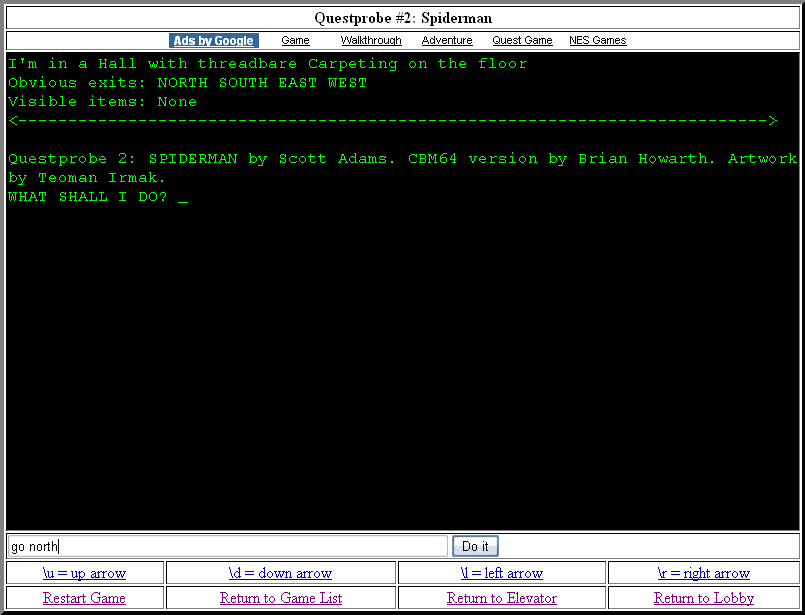 Questprobe #2: Spiderman
Ads by Google Game Walkthrough Adventure Quest Game NES Games
I'm in a Hall with threadbare Carpeting on the floor
Obvious exits: NORTH SOUTH EAST WEST
Visible items: None
<------------------------------------------------------------------------->
Questprobe 2: SPIDERMAN by Scott Adams. CBM64 version by Brian Howarth. Artwork
by Teoman Irmak.
WHAT SHALL I DO? _
go north Do it
\u = up arrow \d = down arrow \l = left arrow \r = right arrow
Restart Game Return to Game List Return to Elevator Return to Lobby